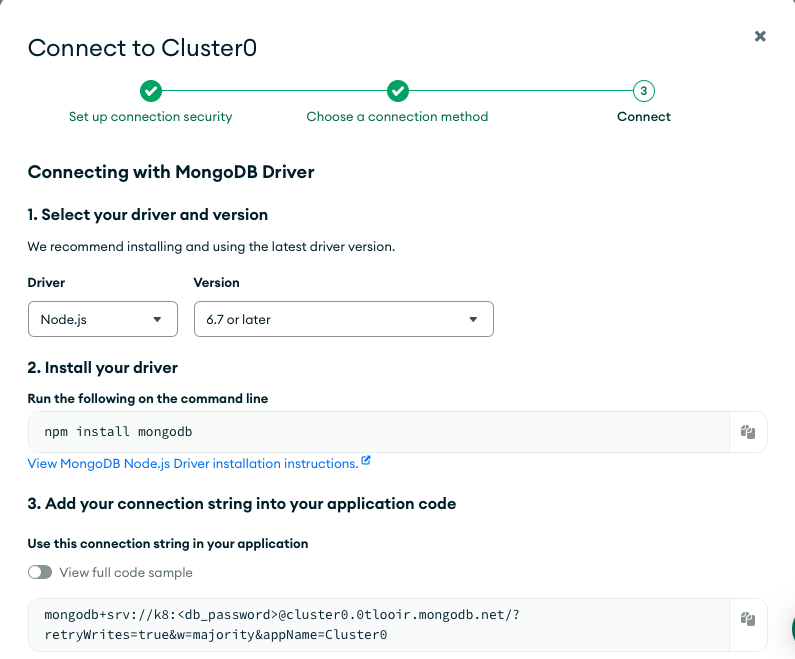 Connect to Cluster0
3
Set up connection security
Choose a connection method
Connect
Connecting with MongoDB Driver
1. Select your driver and version
We recommend installing and using the latest driver version.
Driver
Version
Node.js
6.7 or later
2. Install your driver
Run the following on the command line
npm install mongodb
View MongoDB Node.js Driver installation instructions.
3. Add your connection string into your application code
Use this connection string in your application
View full code sample
mongodb+srv://k8:<db_password>@cluster0.0tlooir.mongodb.net/?
retryWrites=true&w=majority&appName=Cluster0